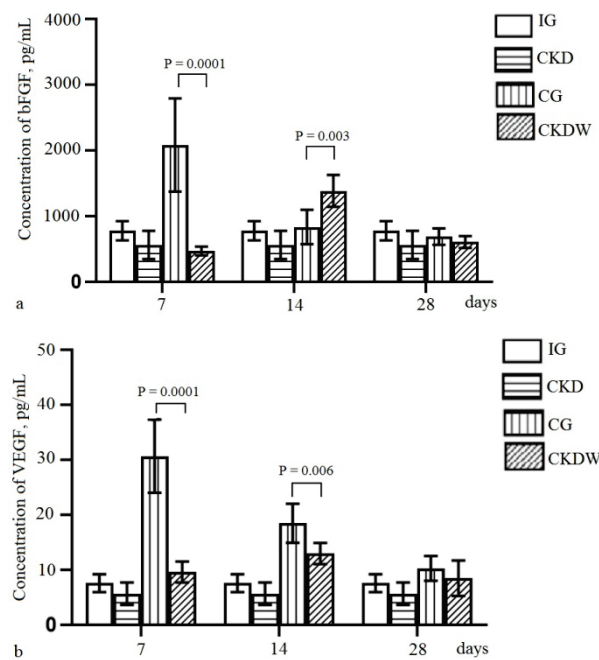 Concentration of bFGF, pg/mL
4000
3000
2000
1000
0
P = 0.0001
P = 0.003
7
14
28
days
IG
CKD
CG
CKDW
a
Concentration of VEGF, pg/mL
50
40
30
20
10
0
P = 0.0001
P = 0.006
7
14
28
days
IG
CKD
CG
CKDW
b